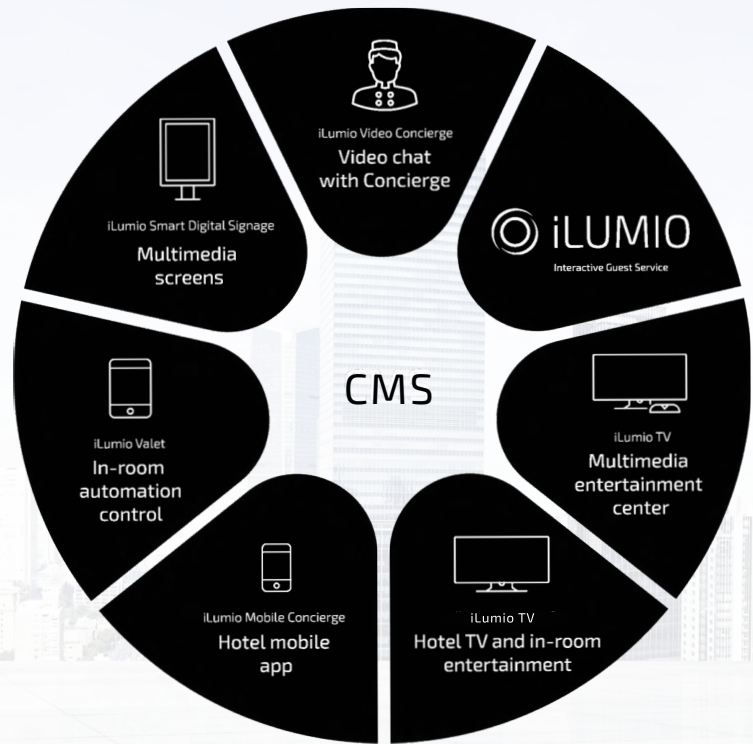 iLumio Video Concierge
Video chat
with Concierge
iLUMIO
Interactive Guest Service
iLumio TV
Multimedia
entertainment
center
iLumio TV
Hotel TV and in-room
entertainment
iLumio Mobile Concierge
Hotel mobile
app
iLumio Valet
In-room
automation
control
iLumio Smart Digital Signage
Multimedia
screens
CMS